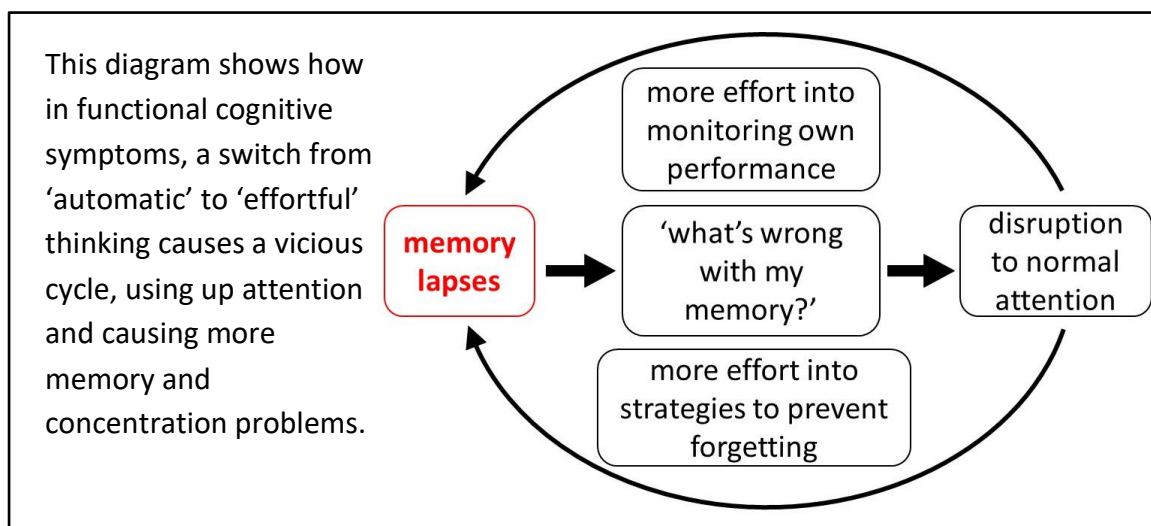 This diagram shows how
in functional cognitive
symptoms, a switch from
‘automatic’ to ‘effortful’
thinking causes a vicious
cycle, using up attention
and causing more
memory and
concentration problems.
memory
lapses
more effort into
monitoring own
performance
‘what’s wrong
with my
memory?’
more effort into
strategies to prevent
forgetting
disruption
to normal
attention